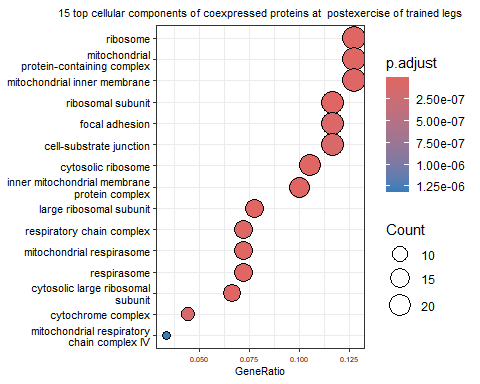 15 top cellular components of coexpressed proteins at  postexercise of trained legs
ribosome
mitochondrial
protein-containing complex
mitochondrial inner membrane
ribosomal subunit
focal adhesion
cell-substrate junction
cytosolic ribosome
inner mitochondrial membrane
protein complex
large ribosomal subunit
respiratory chain complex
mitochondrial respirasome
respirasome
cytosolic large ribosomal
subunit
cytochrome complex
mitochondrial respiratory
chain complex IV
0.050 0.075 0.100 0.125
GeneRatio
p.adjust
2.50e-07
5.00e-07
7.50e-07
1.00e-06
1.25e-06
Count
10
15
20